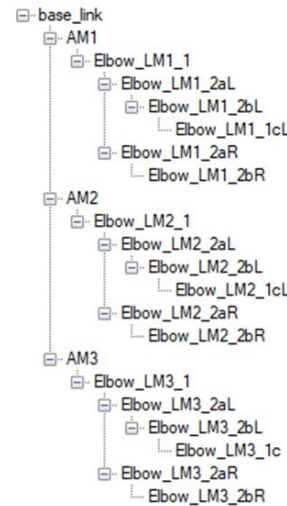 base_link
AM1
Elbow_LM1_1
Elbow_LM1_2aL
Elbow_LM1_2bL
Elbow_LM1_1cL
Elbow_LM1_2aR
Elbow_LM1_2bR
AM2
Elbow_LM2_1
Elbow_LM2_2aL
Elbow_LM2_2bL
Elbow_LM2_1cL
Elbow_LM2_2aR
Elbow_LM2_2bR
AM3
Elbow_LM3_1
Elbow_LM3_2aL
Elbow_LM3_2bL
Elbow_LM3_1c
Elbow_LM3_2aR
Elbow_LM3_2bR